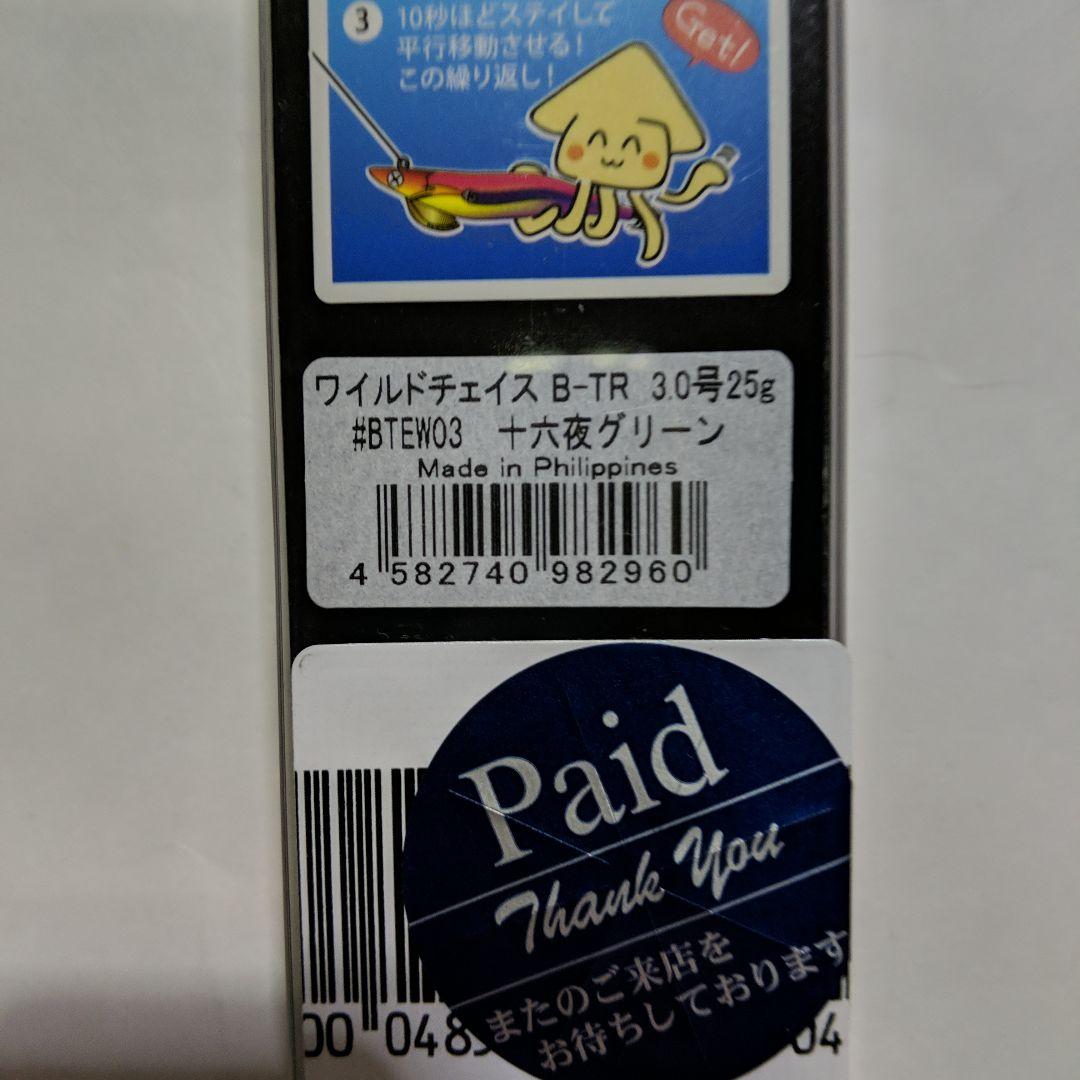 3 10秒ほどステイして
平行移動させる!
この繰り返し!
Get!
ワイルドチェイス B-TR 3.0号25g
#BTEW03 十六夜グリーン
Made in Philippines
4 582740 982960
Paid
Thank You
またのご来店を
お待ちしております
00 048
04